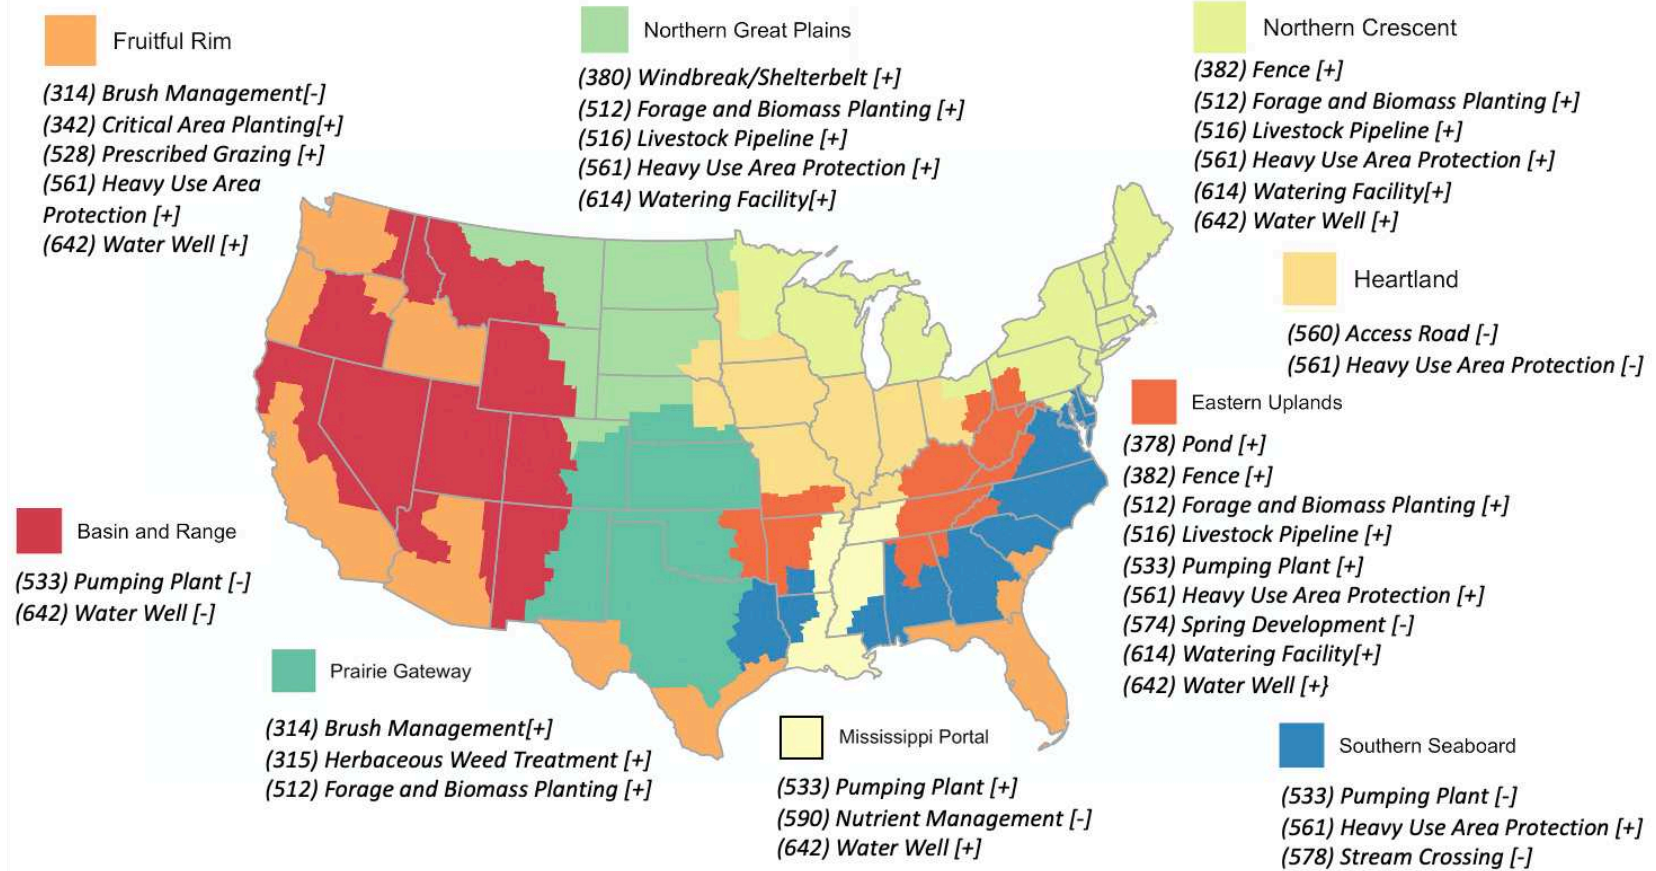 Fruitful Rim
(314) Brush Management[-]
(342) Critical Area Planting[+]
(528) Prescribed Grazing [+]
(561) Heavy Use Area
Protection [+]
(642) Water Well [+]
Northern Great Plains
(380) Windbreak/Shelterbelt [+]
(512) Forage and Biomass Planting [+]
(516) Livestock Pipeline [+]
(561) Heavy Use Area Protection [+]
(614) Watering Facility[+]
Northern Crescent
(382) Fence [+]
(512) Forage and Biomass Planting [+]
(516) Livestock Pipeline [+]
(561) Heavy Use Area Protection [+]
(614) Watering Facility[+]
(642) Water Well [+]
Heartland
(560) Access Road [-]
(561) Heavy Use Area Protection [-]
Eastern Uplands
(378) Pond [+]
(382) Fence [+]
(512) Forage and Biomass Planting [+]
(516) Livestock Pipeline [+]
(533) Pumping Plant [+]
(561) Heavy Use Area Protection [+]
(574) Spring Development [-]
(614) Watering Facility[+]
(642) Water Well [+}
Basin and Range
(533) Pumping Plant [-]
(642) Water Well [-]
Prairie Gateway
(314) Brush Management[+]
(315) Herbaceous Weed Treatment [+]
(512) Forage and Biomass Planting [+]
Mississippi Portal
(533) Pumping Plant [+]
(590) Nutrient Management [-]
(642) Water Well [+]
Southern Seaboard
(533) Pumping Plant [-]
(561) Heavy Use Area Protection [+]
(578) Stream Crossing [-]